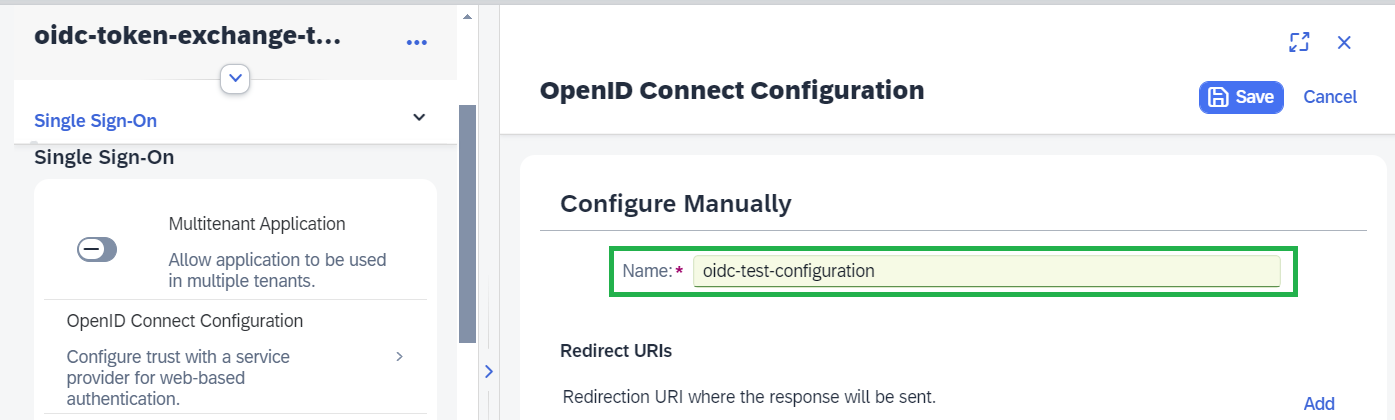 oidc-token-exchange-t...
Single Sign-On
Single Sign-On
Multitenant Application
Allow application to be used
in multiple tenants.
OpenID Connect Configuration
Configure trust with a service
provider for web-based
authentication.
OpenID Connect Configuration
Save
Cancel
Configure Manually
Name:* oidc-test-configuration
Redirect URIs
Redirection URI where the response will be sent.
Add